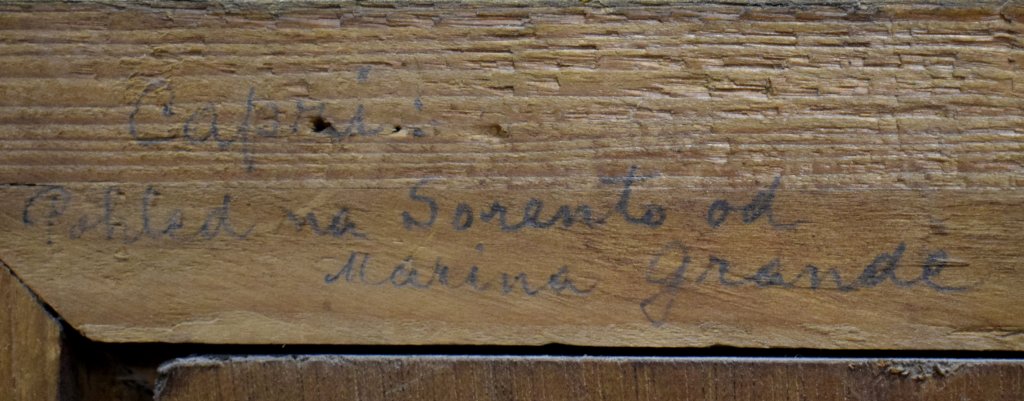 Capri :
Pohled na Sorento od
Marina Grande